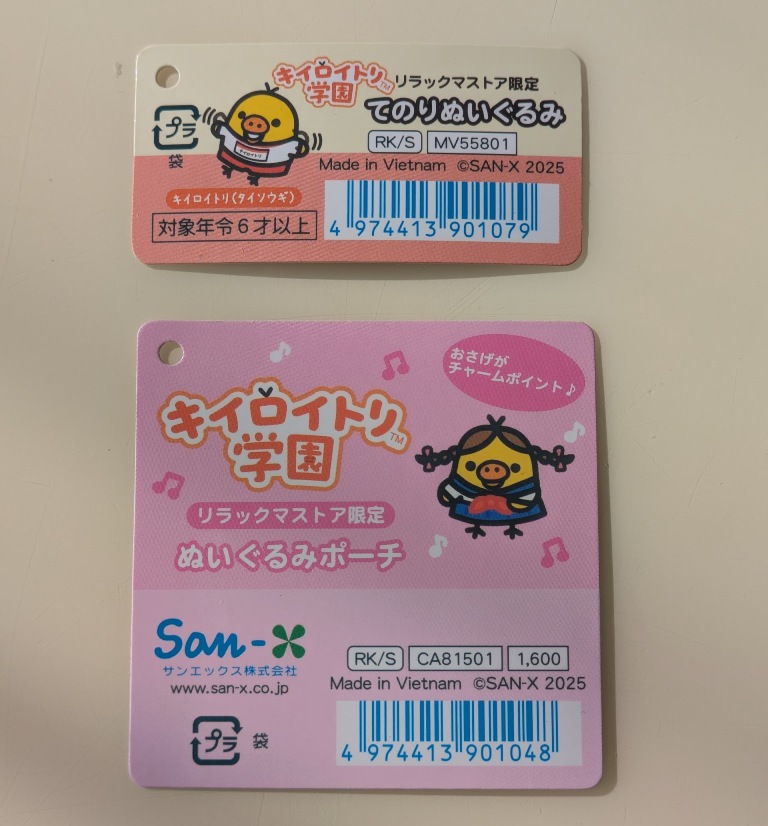 キイロイトリ学園™
リラックマストア限定
てのりぬいぐるみ
RK/S MV55801
Made in Vietnam ©SAN-X 2025
プラ
袋
キイロイトリ
キイロイトリ(タイソウギ)
対象年令6才以上
4 974413 901079
おさげが
チャームポイント♪
キイロイトリ™
学園
リラックマストア限定
ぬいぐるみポーチ
San-X
サンエックス株式会社
www.san-x.co.jp
RK/S CA81501 1,600
Made in Vietnam ©SAN-X 2025
プラ 袋
4 974413 901048